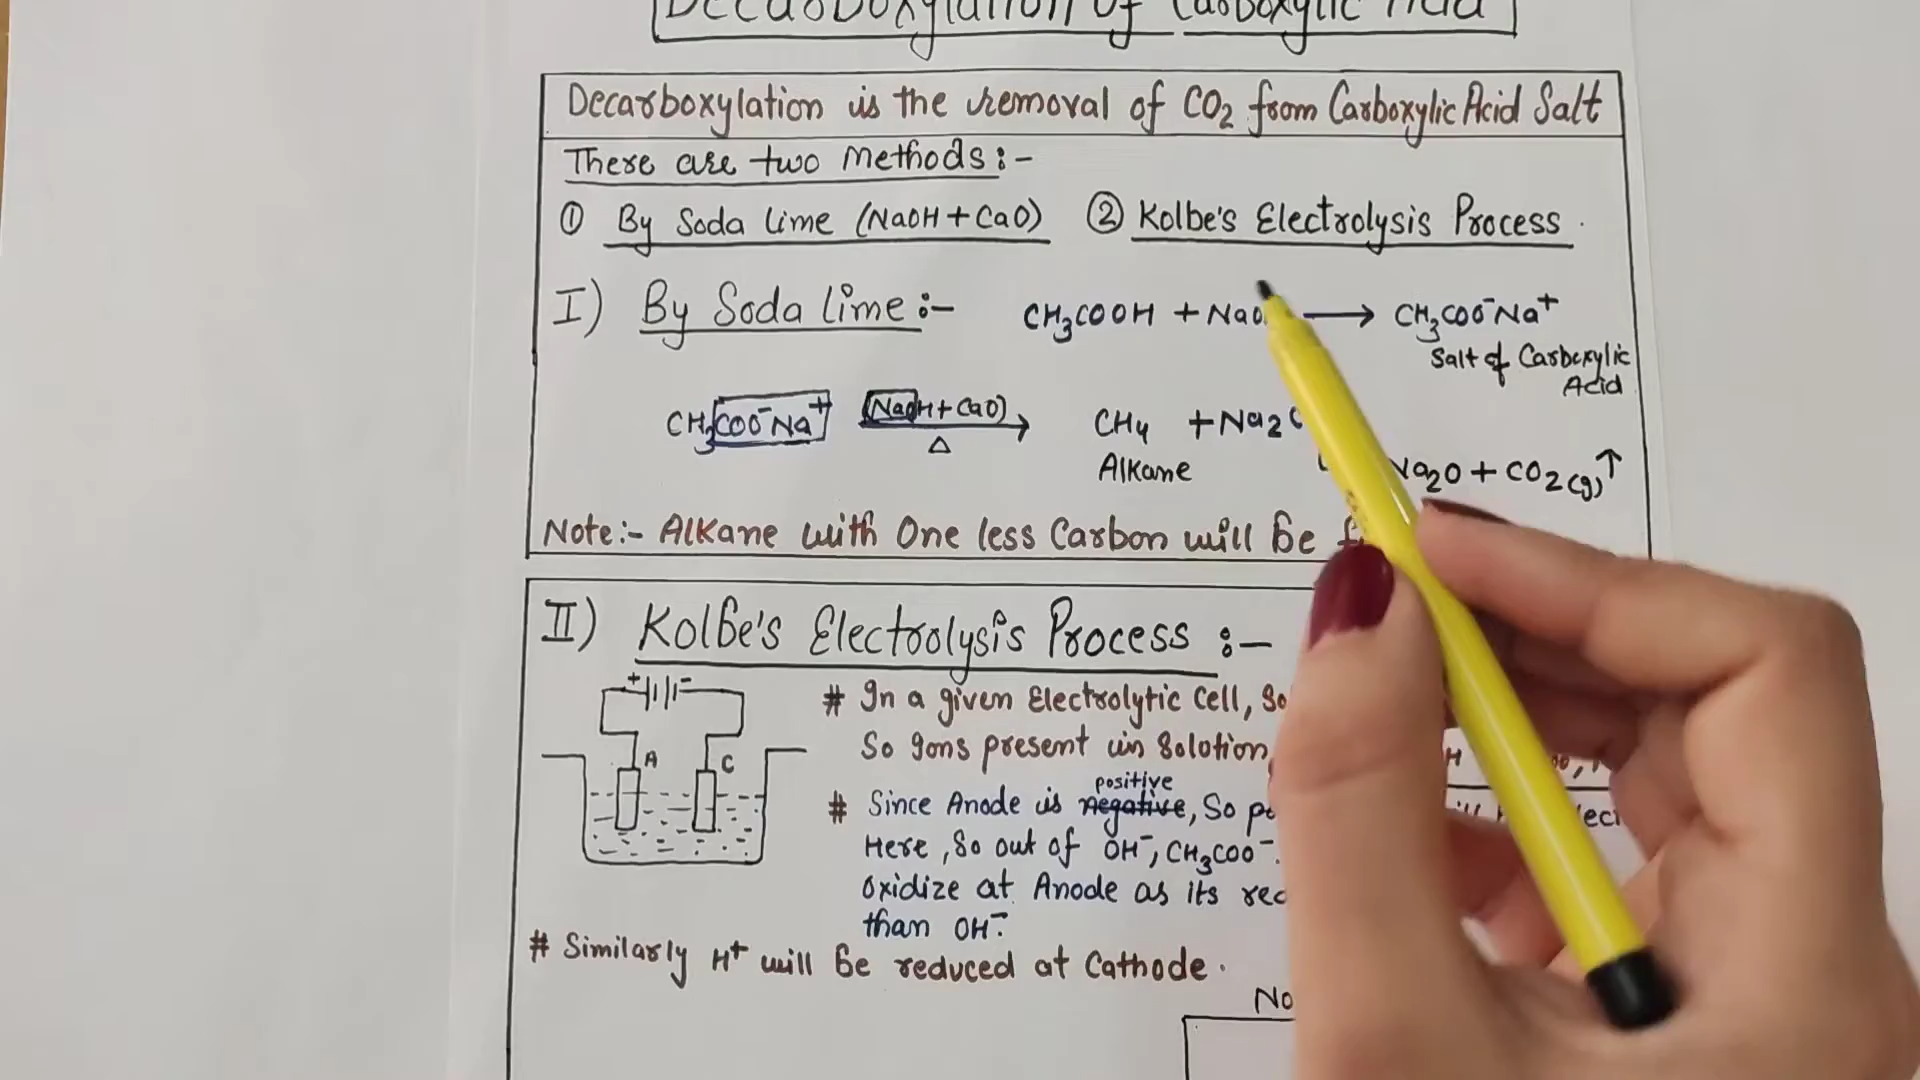 Decarboxylation of Carboxylic Acid
Decarboxylation is the removal of CO2 from Carboxylic Acid Salt
There are two Methods:-
① By Soda lime (NaOH + CaO) ② Kolbe's Electrolysis Process.
I) By Soda lime :- CH3COOH + NaO → CH3COO⁻Na⁺
Salt of Carboxylic
Acid
CH3COO⁻Na⁺ (NaOH + CaO) → CH4 + Na2
Δ
Alkane Na2O + CO2(g)↑
Note:- Alkane with One less Carbon will be
II) Kolbe's Electrolysis Process :-
+ -
# In a given Electrolytic Cell,
So Ions present in Solution,
A C
positive
# Since Anode is negative, So
Here, So out of OH⁻, CH3COO⁻.
Oxidize at Anode as its
than OH⁻.
# Similarly H⁺ will be reduced at Cathode.